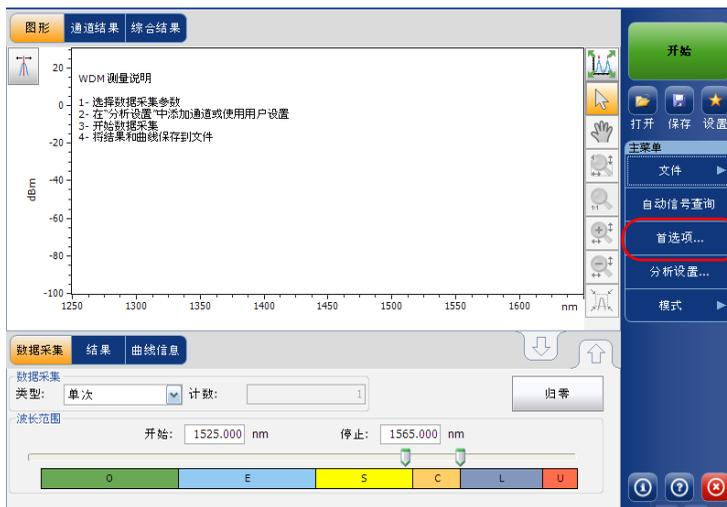 图形 通道结果 综合结果
20
0
-20
-40
-60
-80
-100
dBm
WDM 测量说明
1- 选择数据采集参数
2- 在“分析设置”中添加通道或使用用户设置
3- 开始数据采集
4- 将结果和曲线保存到文件
1250 1300 1350 1400 1450 1500 1550 1600 nm
1:1
开始
打开 保存 设置
主菜单
文件
自动信号查询
首选项...
分析设置...
模式
数据采集 结果 曲线信息
数据采集
类型: 单次 计数: 1 归零
波长范围
开始: 1525.000 nm 停止: 1565.000 nm
O E S C L U